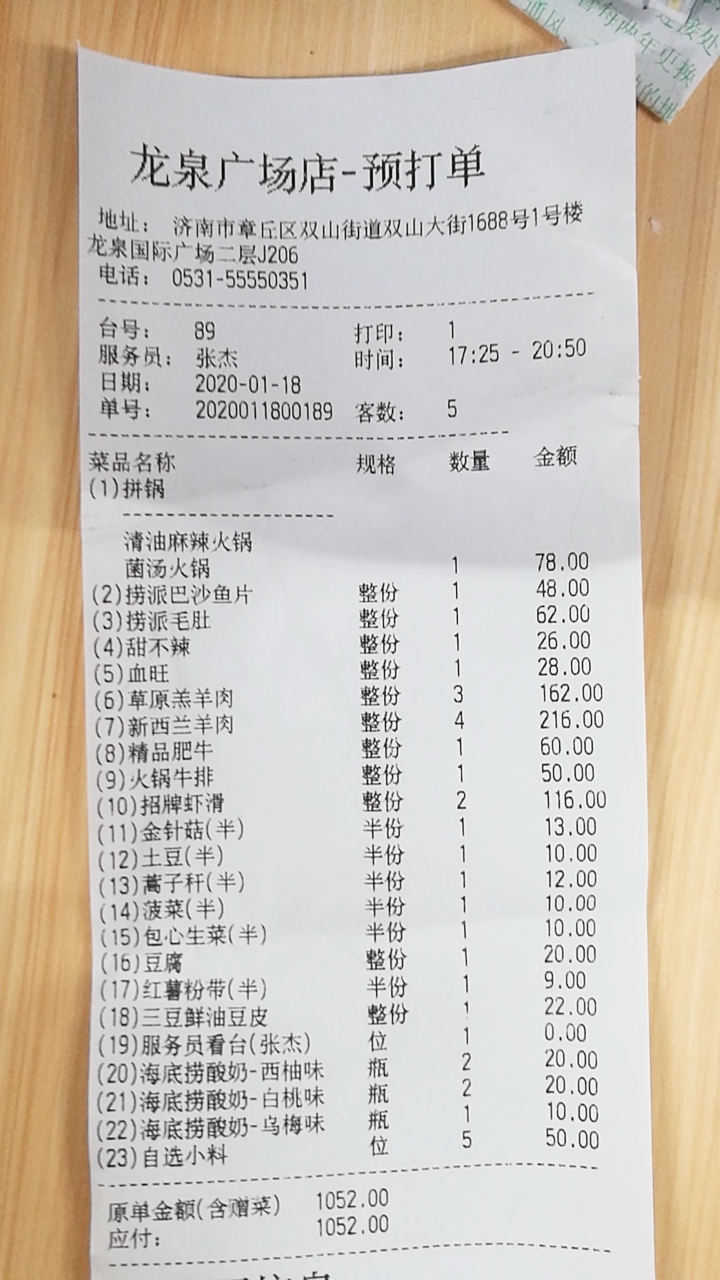 通风、
每两年更换
龙泉广场店-预打单
地址： 济南市章丘区双山街道双山大街1688号1号楼
龙泉国际广场二层J206
电话： 0531-55550351
台号： 89 打印： 1
服务员： 张杰 时间： 17:25 - 20:50
日期： 2020-01-18
单号： 2020011800189 客数： 5
菜品名称 规格 数量 金额
(1)拼锅
清油麻辣火锅
菌汤火锅 1 78.00
(2)捞派巴沙鱼片 整份 1 48.00
(3)捞派毛肚 整份 1 62.00
(4)甜不辣 整份 1 26.00
(5)血旺 整份 1 28.00
(6)草原羔羊肉 整份 3 162.00
(7)新西兰羊肉 整份 4 216.00
(8)精品肥牛 整份 1 60.00
(9)火锅牛排 整份 1 50.00
(10)招牌虾滑 整份 2 116.00
(11)金针菇(半) 半份 1 13.00
(12)土豆(半) 半份 1 10.00
(13)蒿子秆(半) 半份 1 12.00
(14)菠菜(半) 半份 1 10.00
(15)包心生菜(半) 半份 1 10.00
(16)豆腐 整份 1 20.00
(17)红薯粉带(半) 半份 1 9.00
(18)三豆鲜油豆皮 整份 1 22.00
(19)服务员看台(张杰) 位 1 0.00
(20)海底捞酸奶-西柚味 瓶 2 20.00
(21)海底捞酸奶-白桃味 瓶 2 20.00
(22)海底捞酸奶-乌梅味 瓶 1 10.00
(23)自选小料 位 5 50.00
原单金额(含赠菜) 1052.00
应付： 1052.00